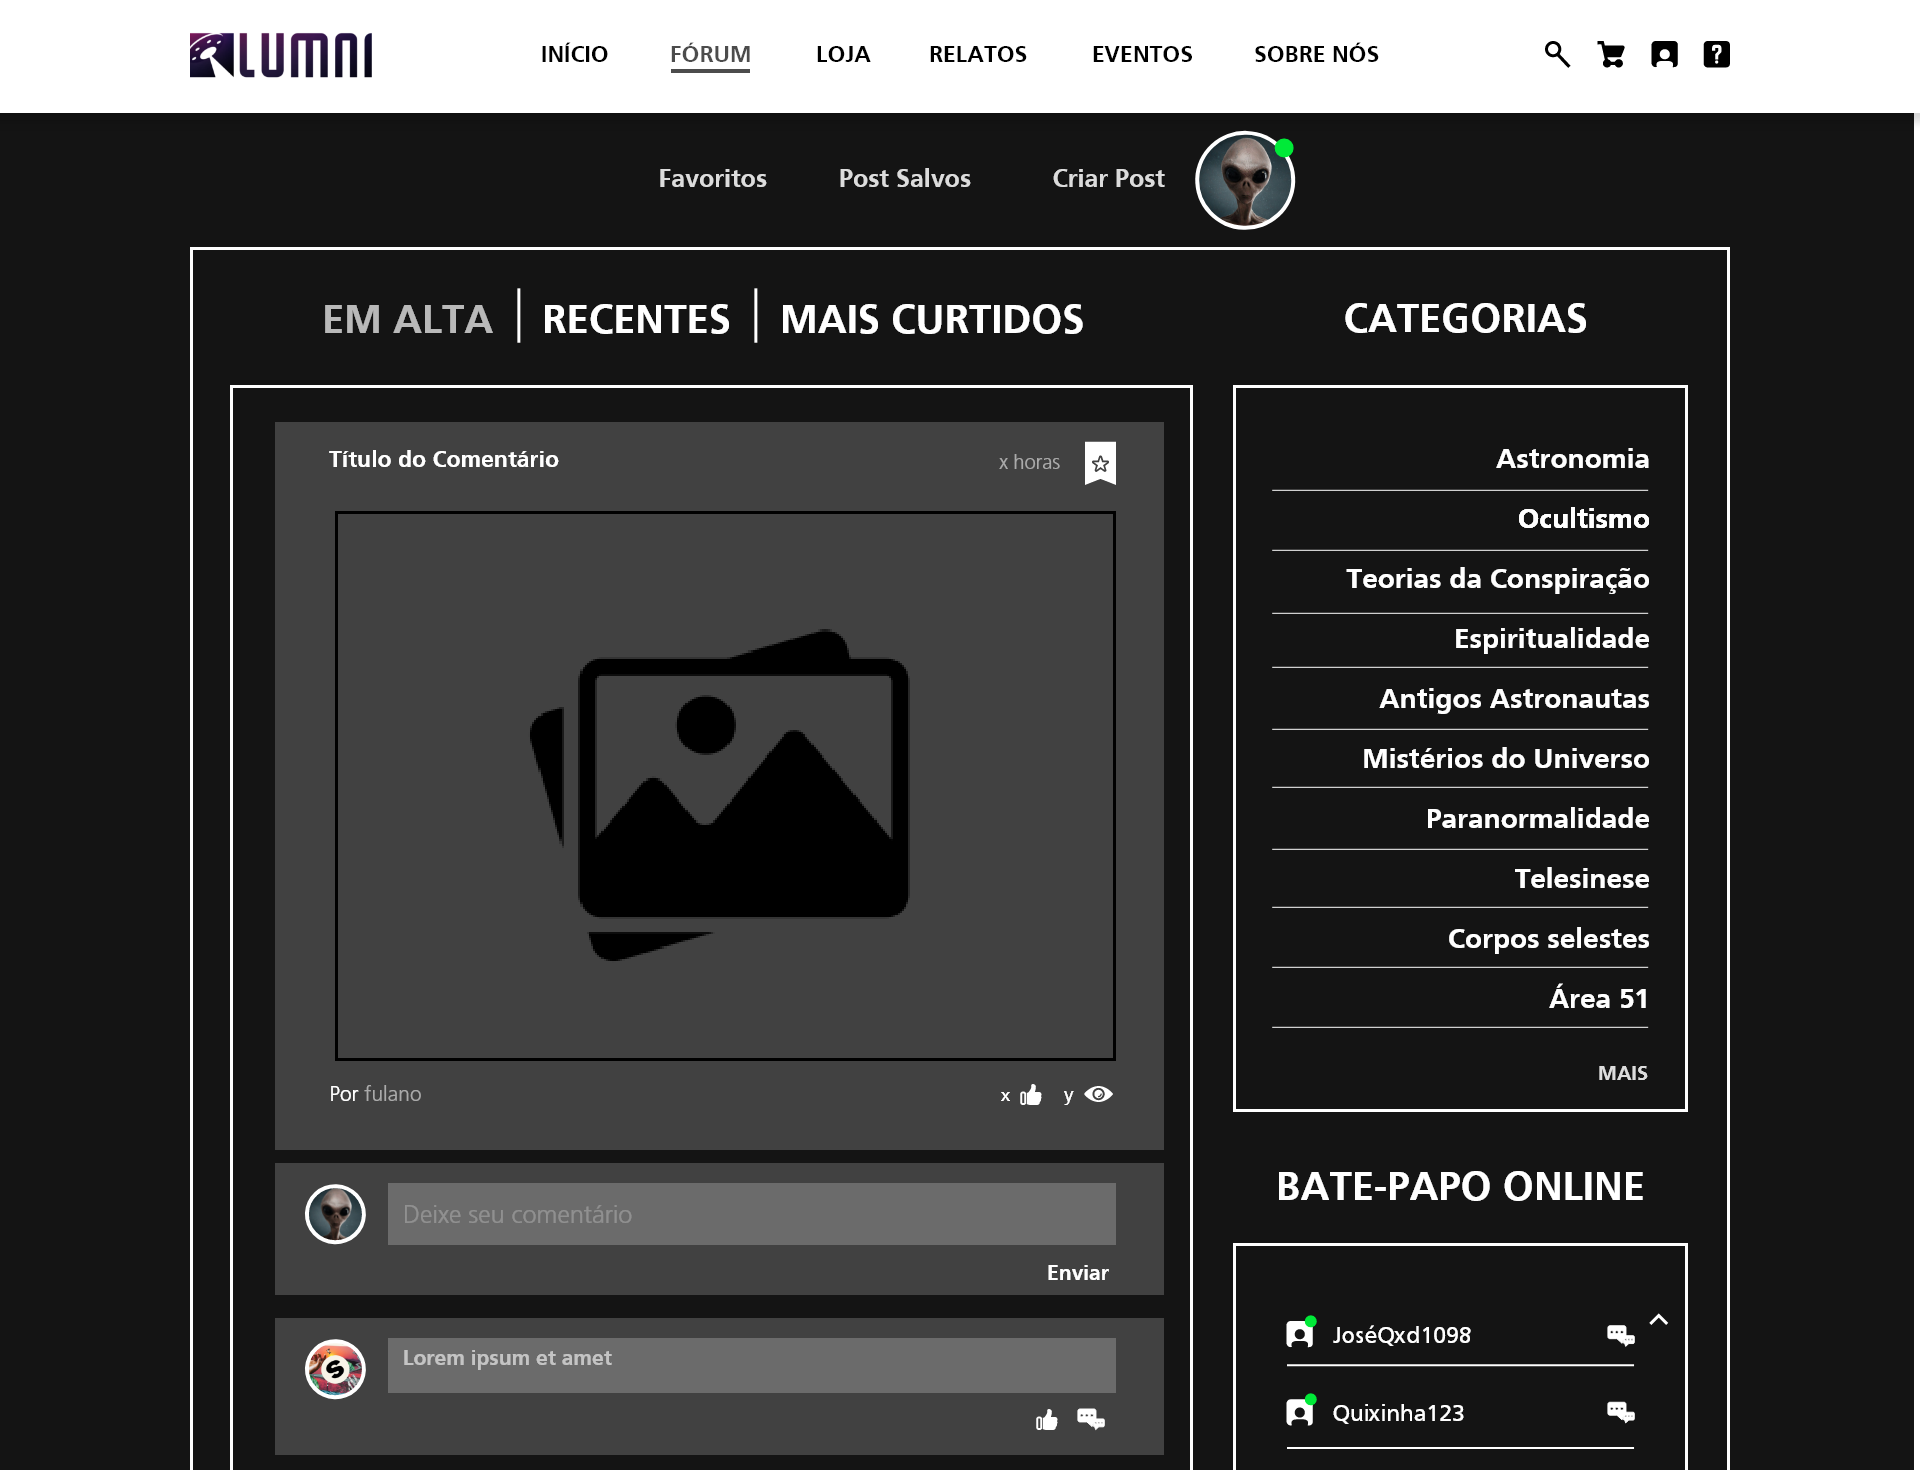 LUMNI
INÍCIO FÓRUM LOJA RELATOS EVENTOS SOBRE NÓS
?
Favoritos Post Salvos Criar Post
EM ALTA RECENTES MAIS CURTIDOS
Título do Comentário
x horas
Por fulano
x
y
Deixe seu comentário
Enviar
S
Lorem ipsum et amet
CATEGORIAS
Astronomia
Ocultismo
Teorias da Conspiração
Espiritualidade
Antigos Astronautas
Mistérios do Universo
Paranormalidade
Telesinese
Corpos selestes
Área 51
MAIS
BATE-PAPO ONLINE
JoséQxd1098
Quixinha123